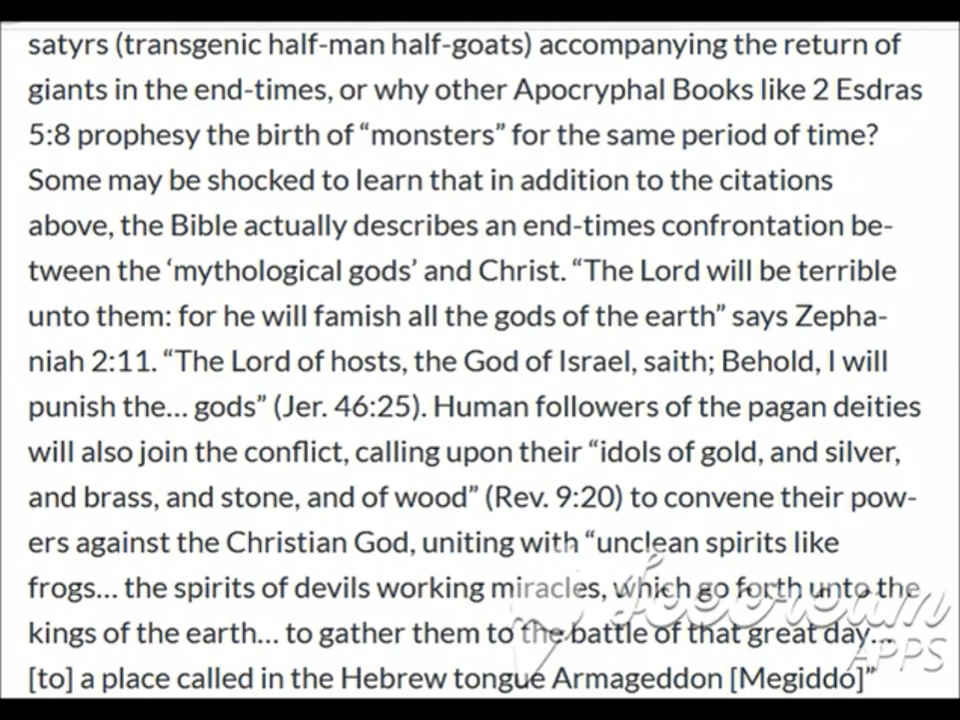 satyrs (transgenic half-man half-goats) accompanying the return of
giants in the end-times, or why other Apocryphal Books like 2 Esdras
5:8 prophesy the birth of “monsters” for the same period of time?
Some may be shocked to learn that in addition to the citations
above, the Bible actually describes an end-times confrontation be-
tween the ‘mythological gods’ and Christ. “The Lord will be terrible
unto them: for he will famish all the gods of the earth” says Zepha-
niah 2:11. “The Lord of hosts, the God of Israel, saith; Behold, I will
punish the... gods” (Jer. 46:25). Human followers of the pagan deities
will also join the conflict, calling upon their “idols of gold, and silver,
and brass, and stone, and of wood” (Rev. 9:20) to convene their pow-
ers against the Christian God, uniting with “unclean spirits like
frogs... the spirits of devils working miracles, which go forth unto the
kings of the earth... to gather them to the battle of that great day...
[to] a place called in the Hebrew tongue Armageddon [Megiddo]”
Icecream
APPS